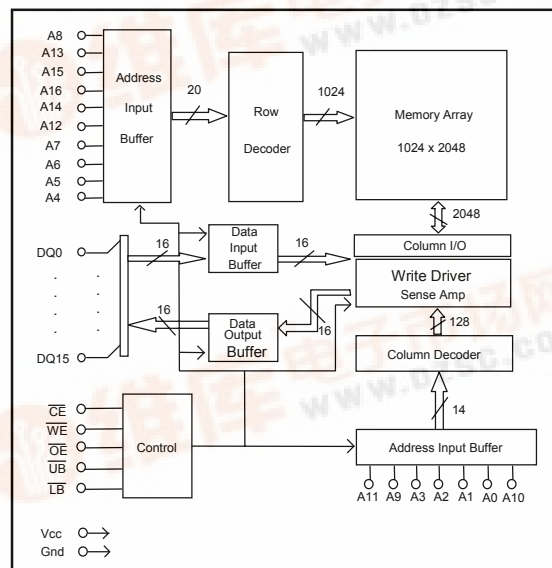 A8
A13
A15
A16
A14
A12
A7
A6
A5
A4
Address
Input
Buffer
20
Row
Decoder
1024
Memory Array
1024 x 2048
2048
DQ0
DQ15
16
Data
Input
Buffer
16
Column I/O
Write Driver
Sense Amp
16
Data
Output
Buffer
16
128
Column Decoder
14
CE
WE
OE
UB
LB
Control
Address Input Buffer
A11 A9 A3 A2 A1 A0 A10
Vcc
Gnd